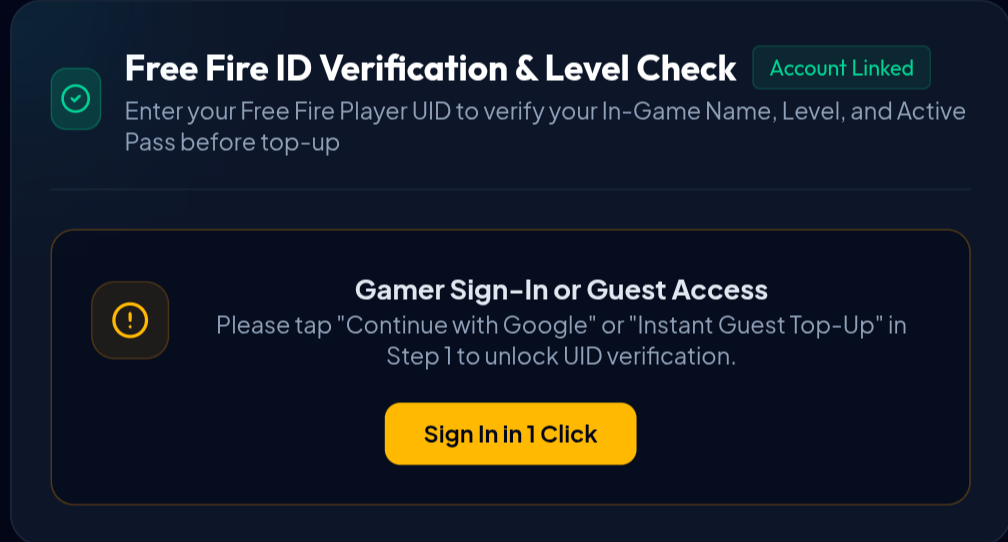 Free Fire ID Verification & Level Check
Account Linked
Enter your Free Fire Player UID to verify your In-Game Name, Level, and Active
Pass before top-up
Gamer Sign-In or Guest Access
Please tap "Continue with Google" or "Instant Guest Top-Up" in
Step 1 to unlock UID verification.
Sign In in 1 Click